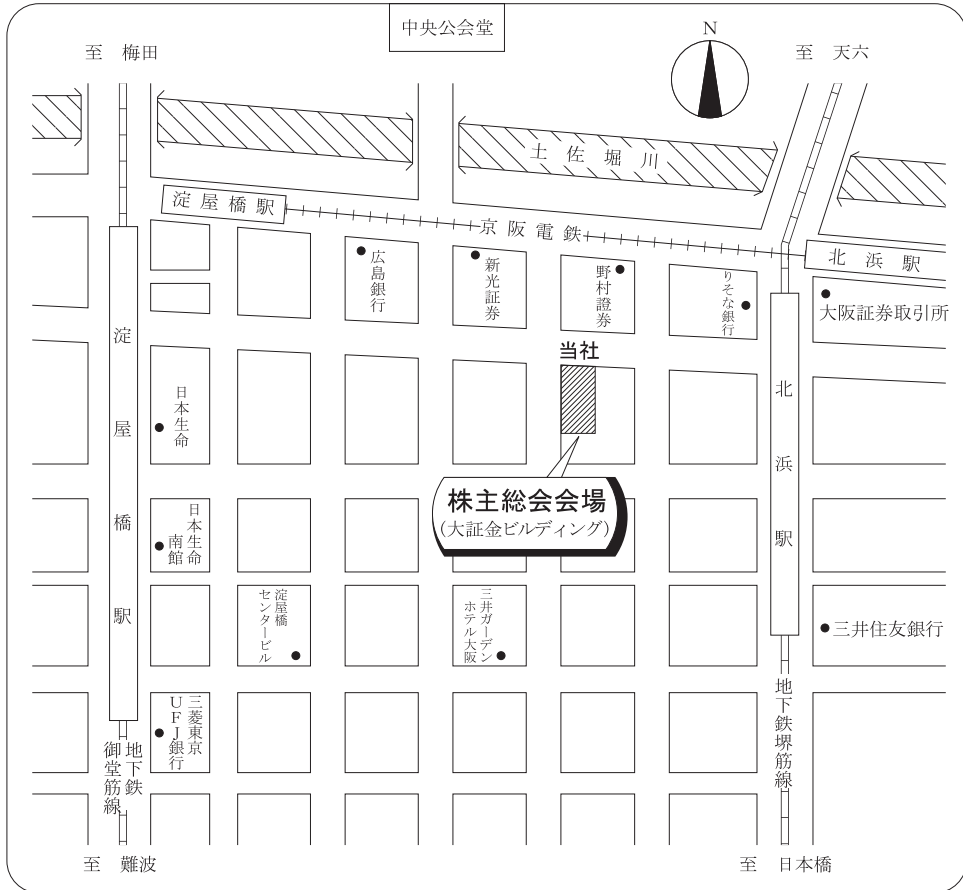 中央公会堂
至 梅田
N
至 天六
土佐堀川
淀屋橋駅
京阪電鉄
北浜駅
広島銀行
新光証券
野村證券
りそな銀行
大阪証券取引所
淀屋橋駅
当社
北浜駅
日本生命
株主総会会場
(大証金ビルディング)
日本生命
南館
淀屋橋
センタービル
三井ガーデン
ホテル大阪
三井住友銀行
三菱東京
UFJ銀行
地下鉄
御堂筋線
地下鉄堺筋線
至 難波
至 日本橋